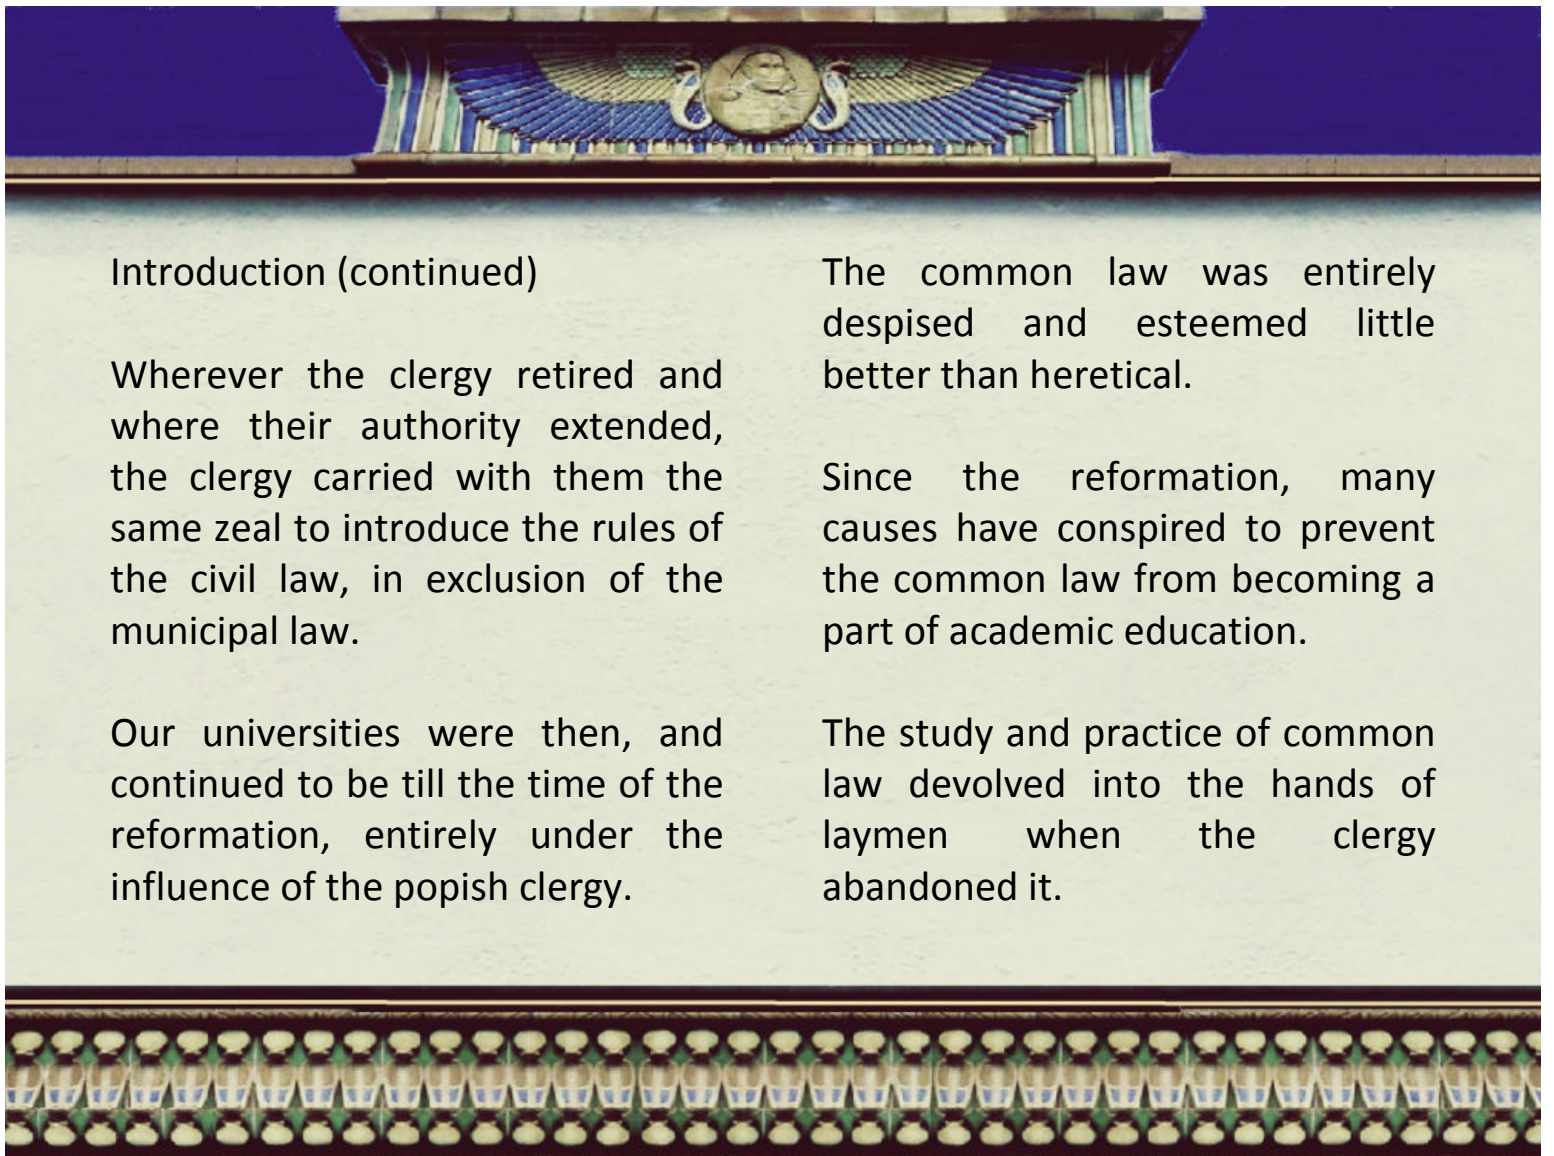 Introduction (continued)
Wherever the clergy retired and
where their authority extended,
the clergy carried with them the
same zeal to introduce the rules of
the civil law, in exclusion of the
municipal law.
Our universities were then, and
continued to be till the time of the
reformation, entirely under the
influence of the popish clergy.
The common law was entirely
despised and esteemed little
better than heretical.
Since the reformation, many
causes have conspired to prevent
the common law from becoming a
part of academic education.
The study and practice of common
law devolved into the hands of
laymen when the clergy
abandoned it.